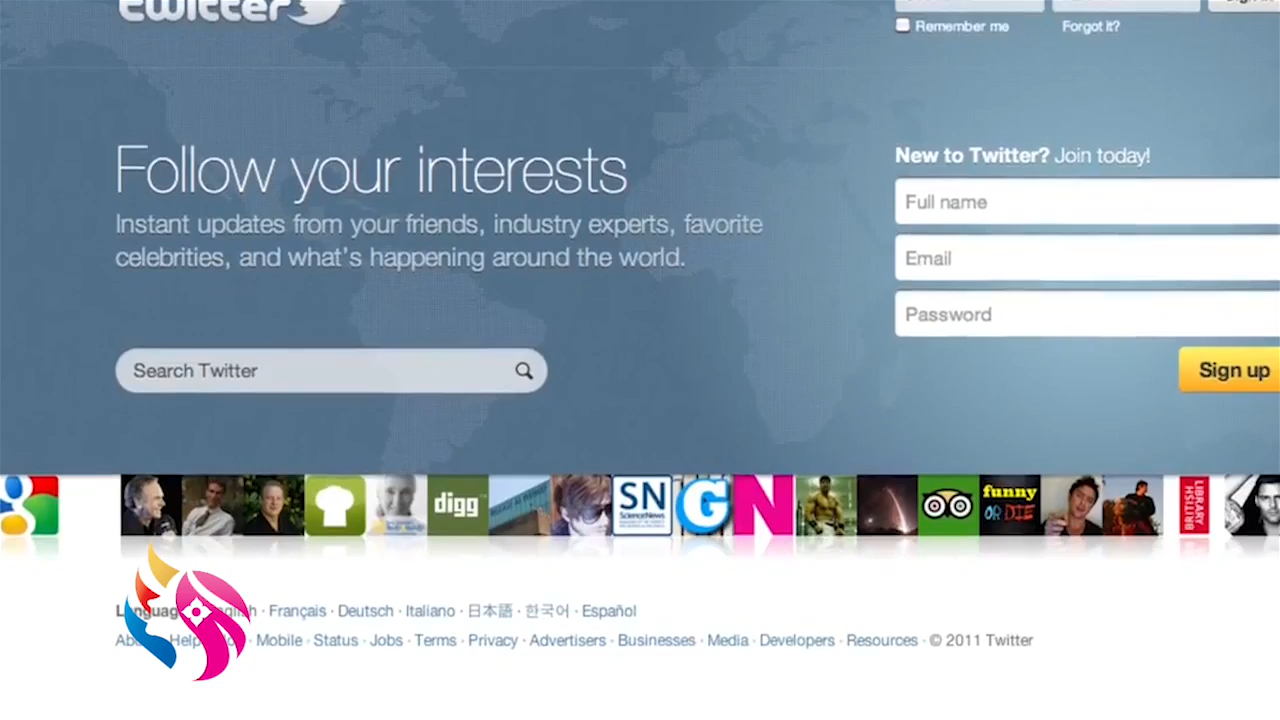 twitter
Remember me
Forgot it?
Follow your interests
Instant updates from your friends, industry experts, favorite
celebrities, and what's happening around the world.
New to Twitter? Join today!
Full name
Email
Password
Search Twitter
Sign up
digg
SN
ScienceNews
G
N
funny
OR DIE
BRITISH
LIBRARY
Français · Deutsch · Italiano · 日本語 · 한국어 · Español
Help
Mobile · Status · Jobs · Terms · Privacy · Advertisers · Businesses · Media · Developers · Resources · © 2011 Twitter